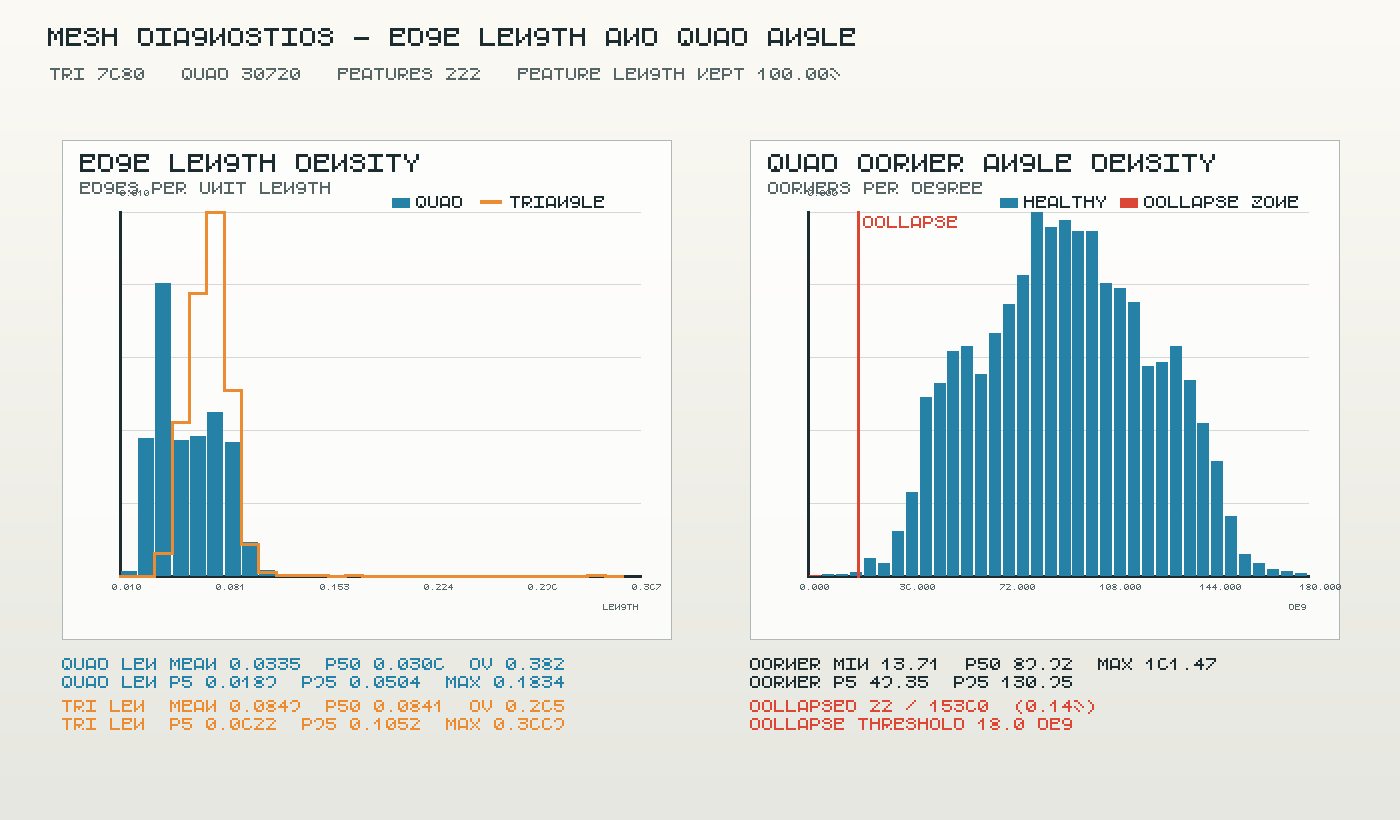 MESH DIAGNOSTICS — EDGE LENGTH AND QUAD ANGLE
TRI 7680 QUAD 30720 FEATURES 222 FEATURE LENGTH KEPT 100.00%
EDGE LENGTH DENSITY
EDGES PER UNIT LENGTH
QUAD TRIANGLE
0.010 0.081 0.153 0.224 0.296 0.367
LENGTH
QUAD LEN MEAN 0.0335 P50 0.0306 CV 0.382
QUAD LEN P5 0.0189 P95 0.0504 MAX 0.1834
TRI LEN MEAN 0.0849 P50 0.0841 CV 0.265
TRI LEN P5 0.0622 P95 0.1052 MAX 0.3669
QUAD CORNER ANGLE DENSITY
CORNERS PER DEGREE
HEALTHY COLLAPSE ZONE
COLLAPSE
0.000 36.000 72.000 108.000 144.000 180.000
DEG
CORNER MIN 13.71 P50 89.92 MAX 161.47
CORNER P5 49.35 P95 130.95
COLLAPSED 22 / 15360 (0.14%)
COLLAPSE THRESHOLD 18.0 DEG